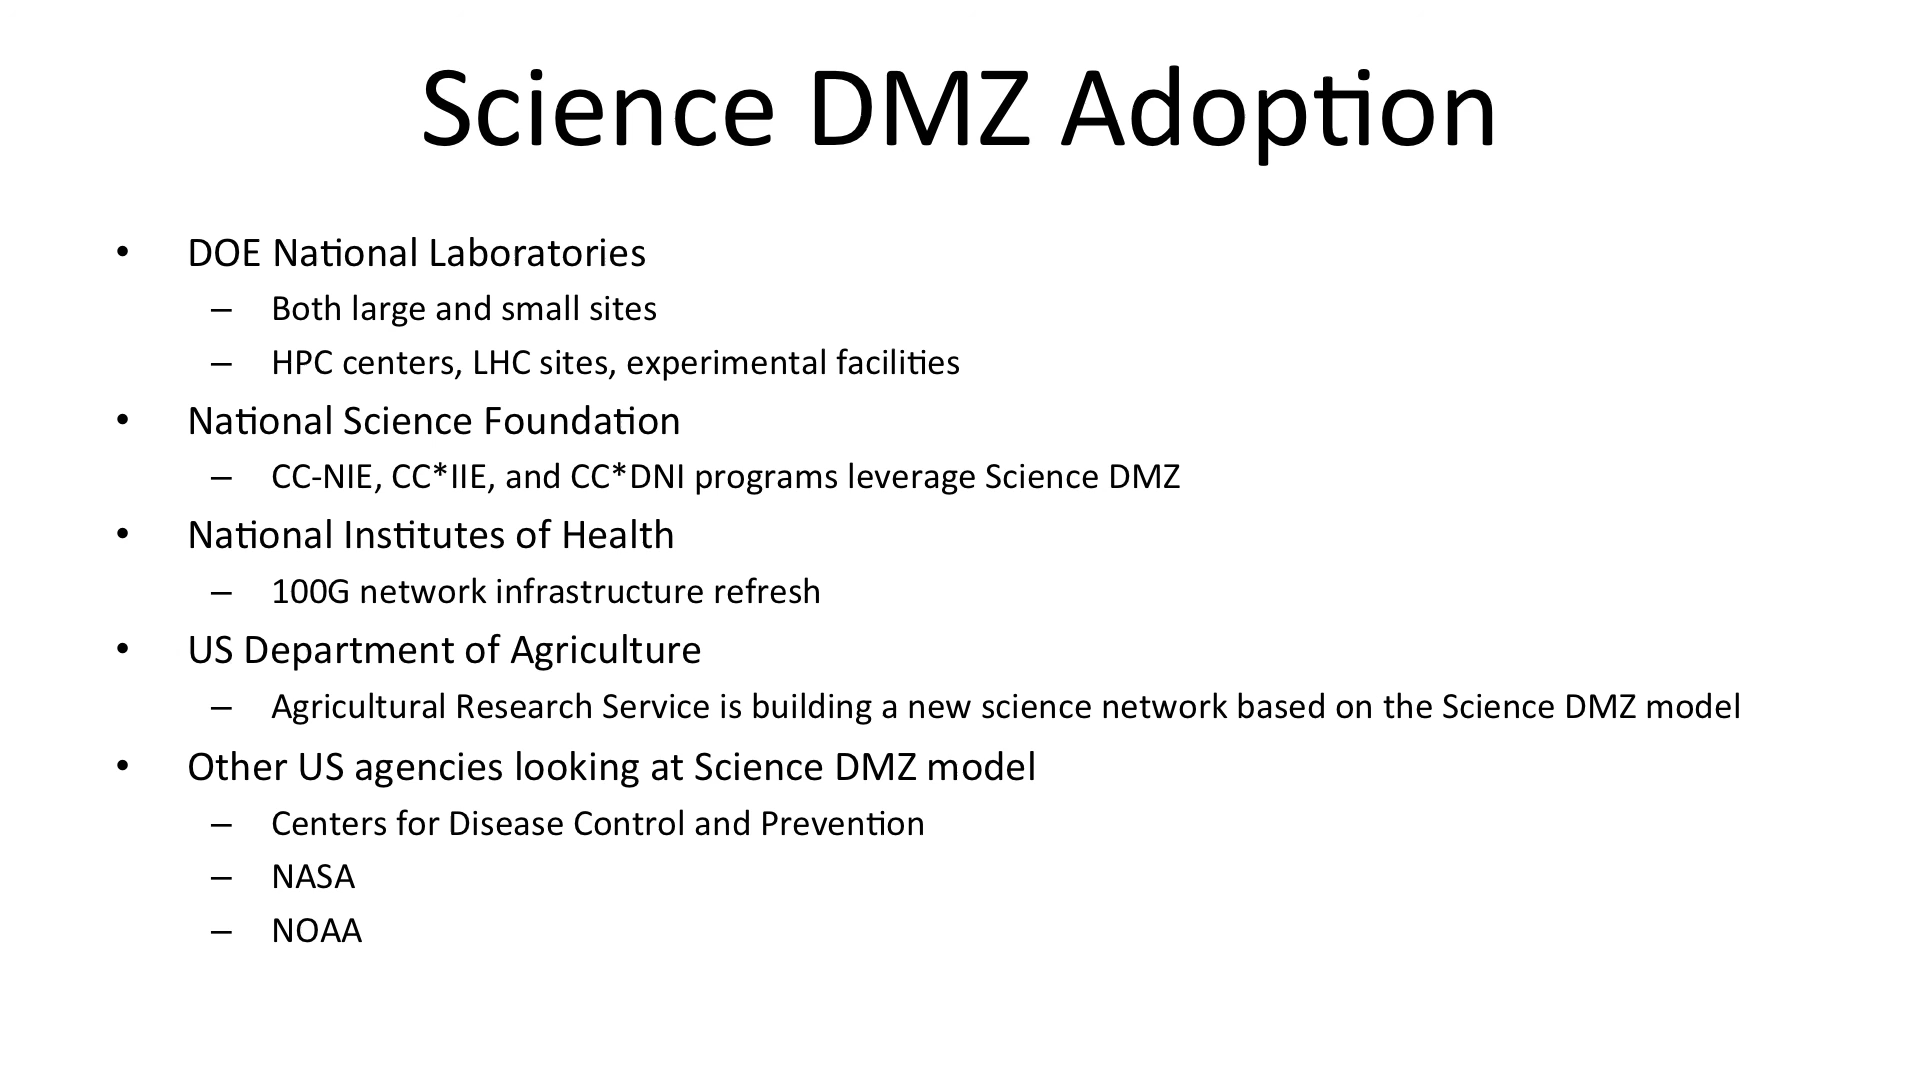 Science DMZ Adoption
• DOE National Laboratories
– Both large and small sites
– HPC centers, LHC sites, experimental facilities
• National Science Foundation
– CC-NIE, CC*IIE, and CC*DNI programs leverage Science DMZ
• National Institutes of Health
– 100G network infrastructure refresh
• US Department of Agriculture
– Agricultural Research Service is building a new science network based on the Science DMZ model
• Other US agencies looking at Science DMZ model
– Centers for Disease Control and Prevention
– NASA
– NOAA